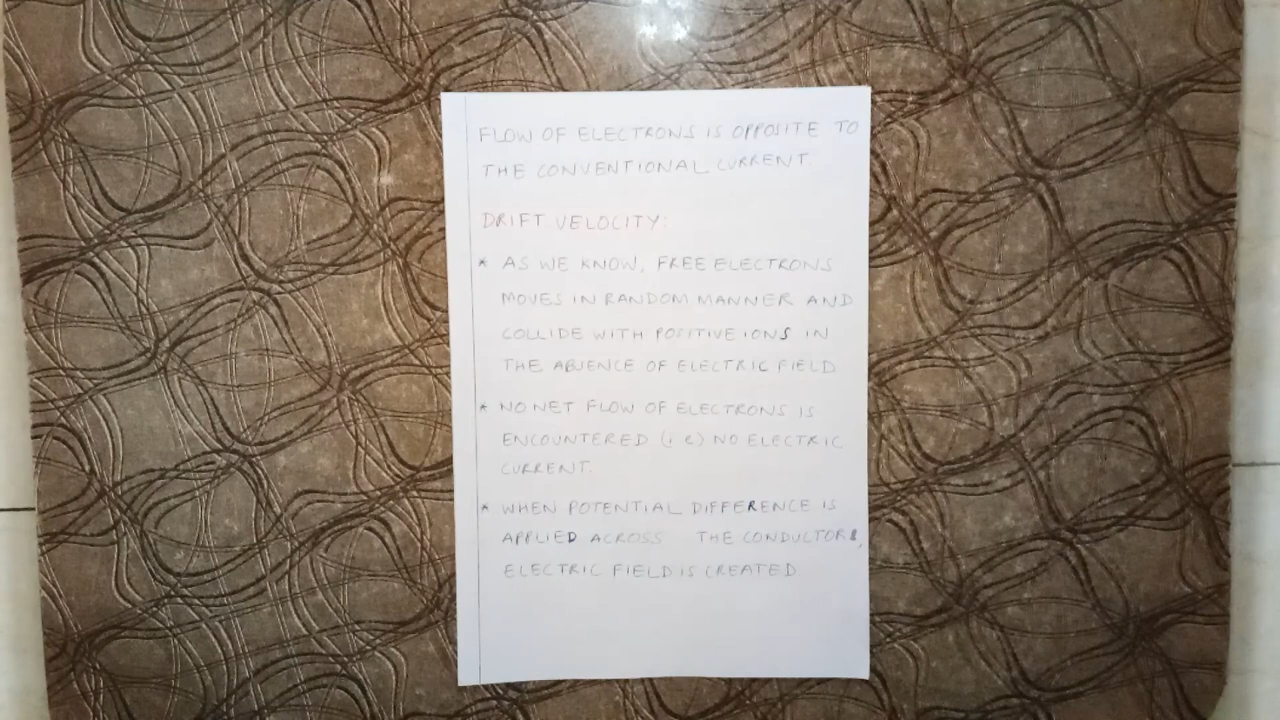 FLOW OF ELECTRONS IS OPPOSITE TO
THE CONVENTIONAL CURRENT.
DRIFT VELOCITY:
* AS WE KNOW, FREE ELECTRONS
MOVES IN RANDOM MANNER AND
COLLIDE WITH POSITIVE IONS IN
THE ABSENCE OF ELECTRIC FIELD
* NO NET FLOW OF ELECTRONS IS
ENCOUNTERED (i e) NO ELECTRIC
CURRENT.
* WHEN POTENTIAL DIFFERENCE IS
APPLIED ACROSS THE CONDUCTOR,
ELECTRIC FIELD IS CREATED